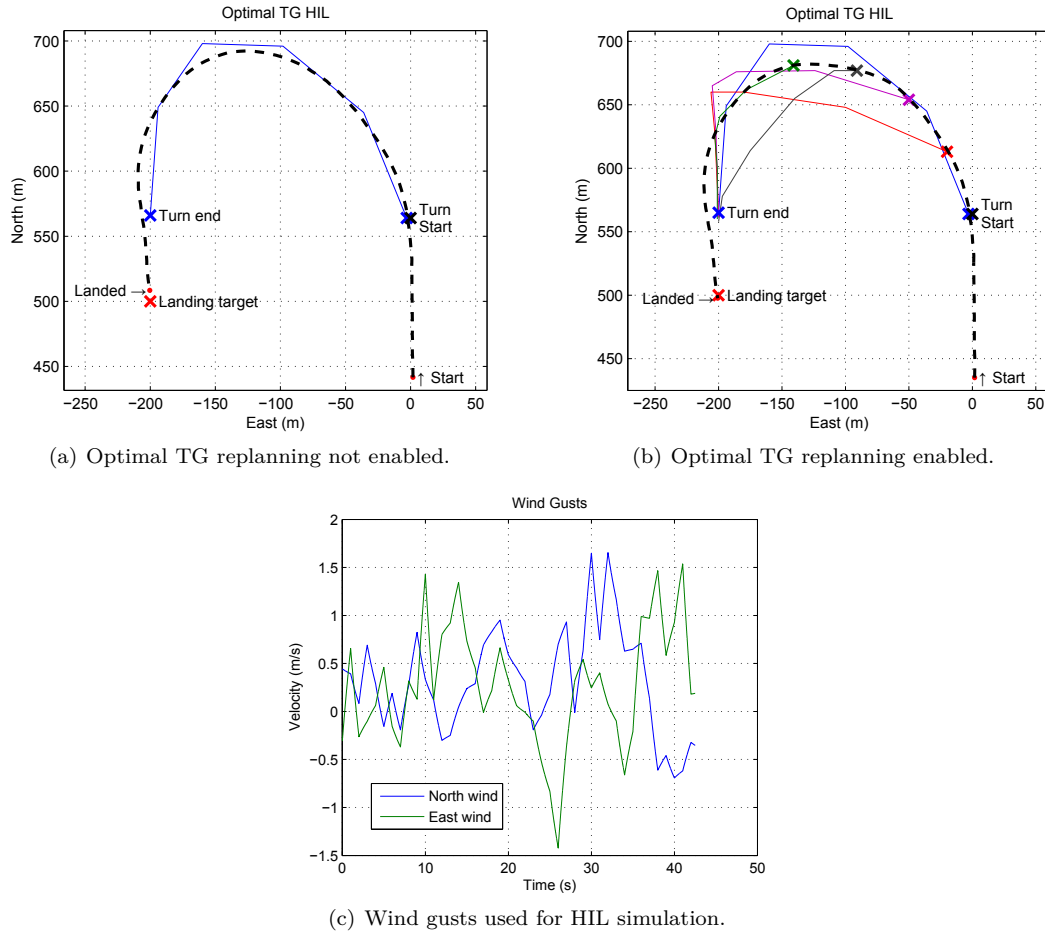 Optimal TG HIL
700
650
600
550
500
450
North (m)
−250
−200
−150
−100
−50
0
50
East (m)
Turn end
Turn
Start
Landed →
Landing target
↑ Start
(a) Optimal TG replanning not enabled.
Optimal TG HIL
700
650
600
550
500
450
North (m)
−250
−200
−150
−100
−50
0
50
East (m)
Turn end
Turn
Start
Landed →
Landing target
↑ Start
(b) Optimal TG replanning enabled.
Wind Gusts
2
1.5
1
0.5
0
−0.5
−1
−1.5
Velocity (m/s)
North wind
East wind
0
10
20
30
40
50
Time (s)
(c) Wind gusts used for HIL simulation.